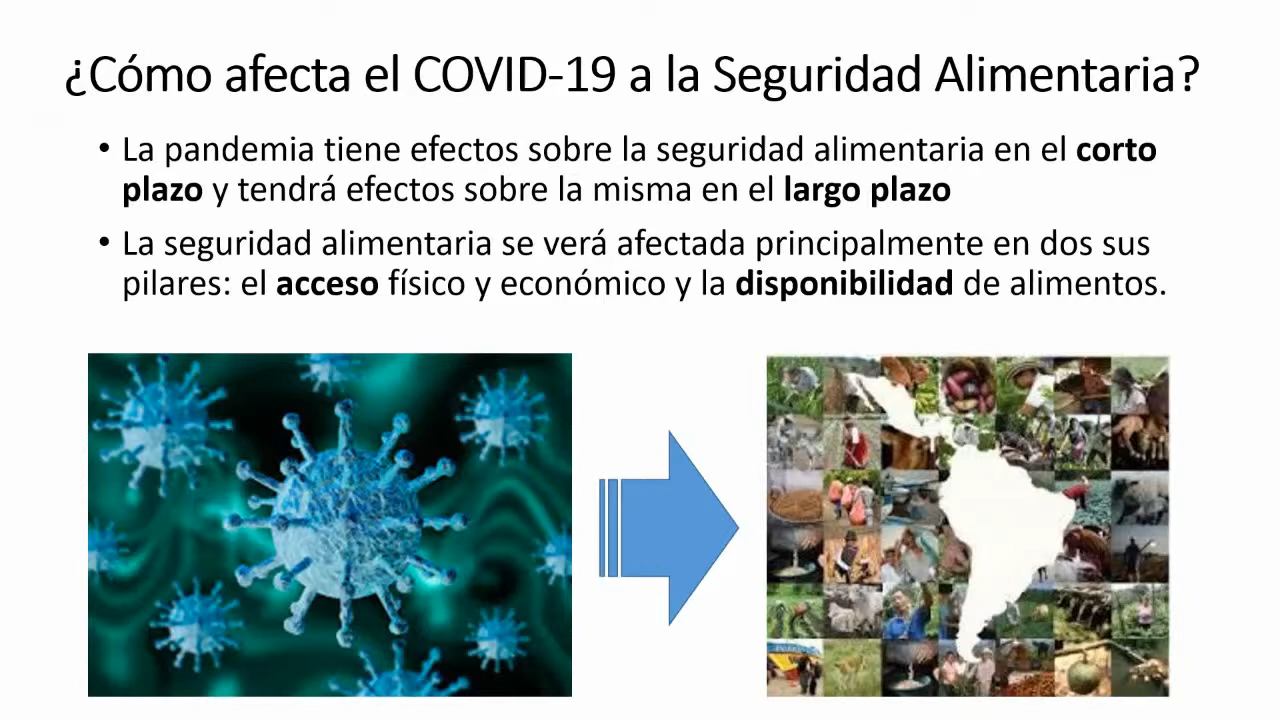 ¿Cómo afecta el COVID-19 a la Seguridad Alimentaria?
• La pandemia tiene efectos sobre la seguridad alimentaria en el corto
plazo y tendrá efectos sobre la misma en el largo plazo
• La seguridad alimentaria se verá afectada principalmente en dos sus
pilares: el acceso físico y económico y la disponibilidad de alimentos.